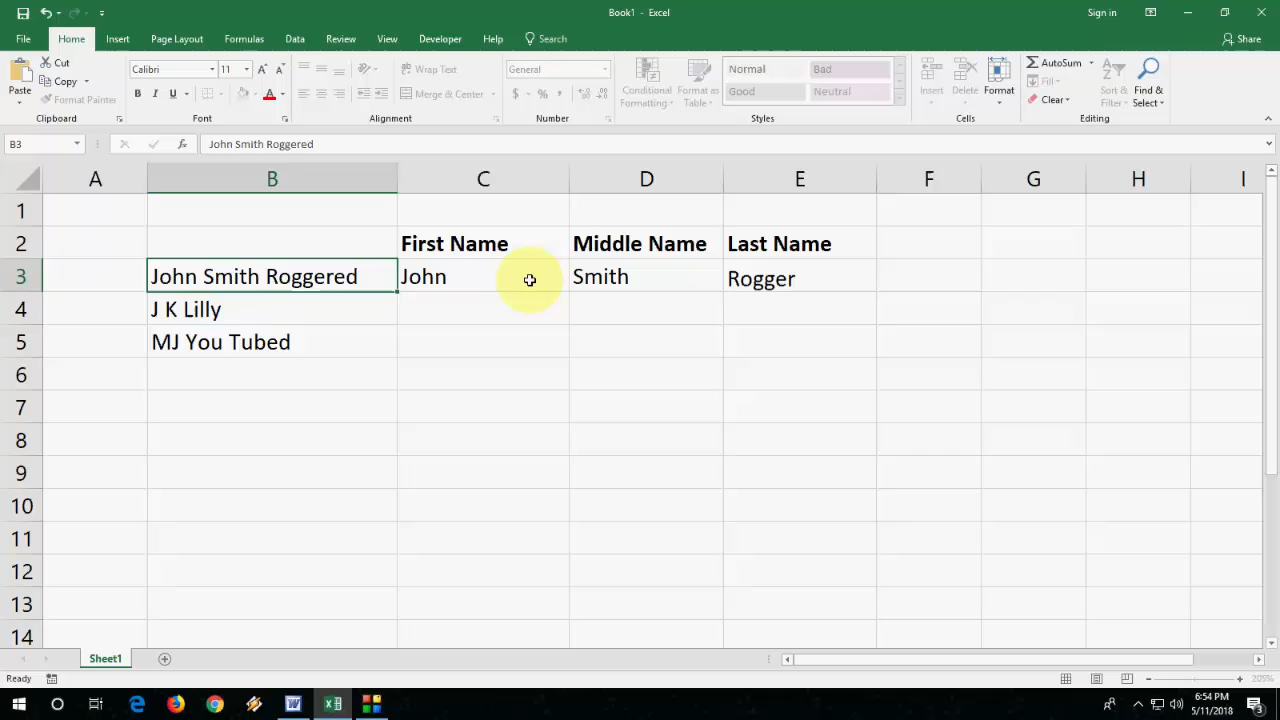 Book1 - Excel
Sign in
File Home Insert Page Layout Formulas Data Review View Developer Help Search Share
Paste
Cut
Copy
Format Painter
Clipboard
Calibri 11
B I U A
Font
Wrap Text
Merge & Center
Alignment
General
$ % ,
Number
Conditional Formatting
Format as Table
Normal Bad
Good Neutral
Styles
Insert Delete Format
Cells
AutoSum
Fill
Clear
Sort & Filter
Find & Select
Editing
B3 fx John Smith Roggered
A B C D E F G H I
1
2 First Name Middle Name Last Name
3 John Smith Roggered John Smith Rogger
4 J K Lilly
5 MJ You Tubed
6
7
8
9
10
11
12
13
14
Sheet1
Ready 205%
6:54 PM
5/11/2018